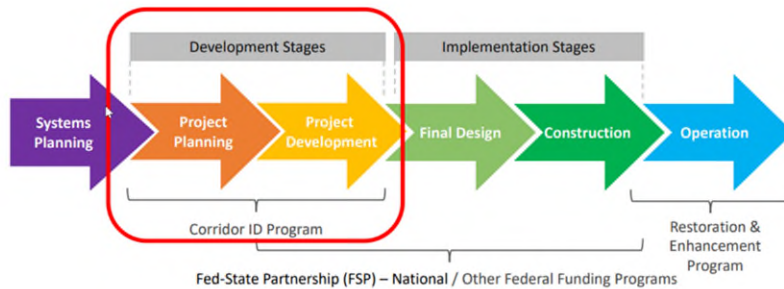 Development Stages
Implementation Stages
Systems
Planning
Project
Planning
Project
Development
Final Design
Construction
Operation
Corridor ID Program
Restoration &
Enhancement
Program
Fed-State Partnership (FSP) – National / Other Federal Funding Programs